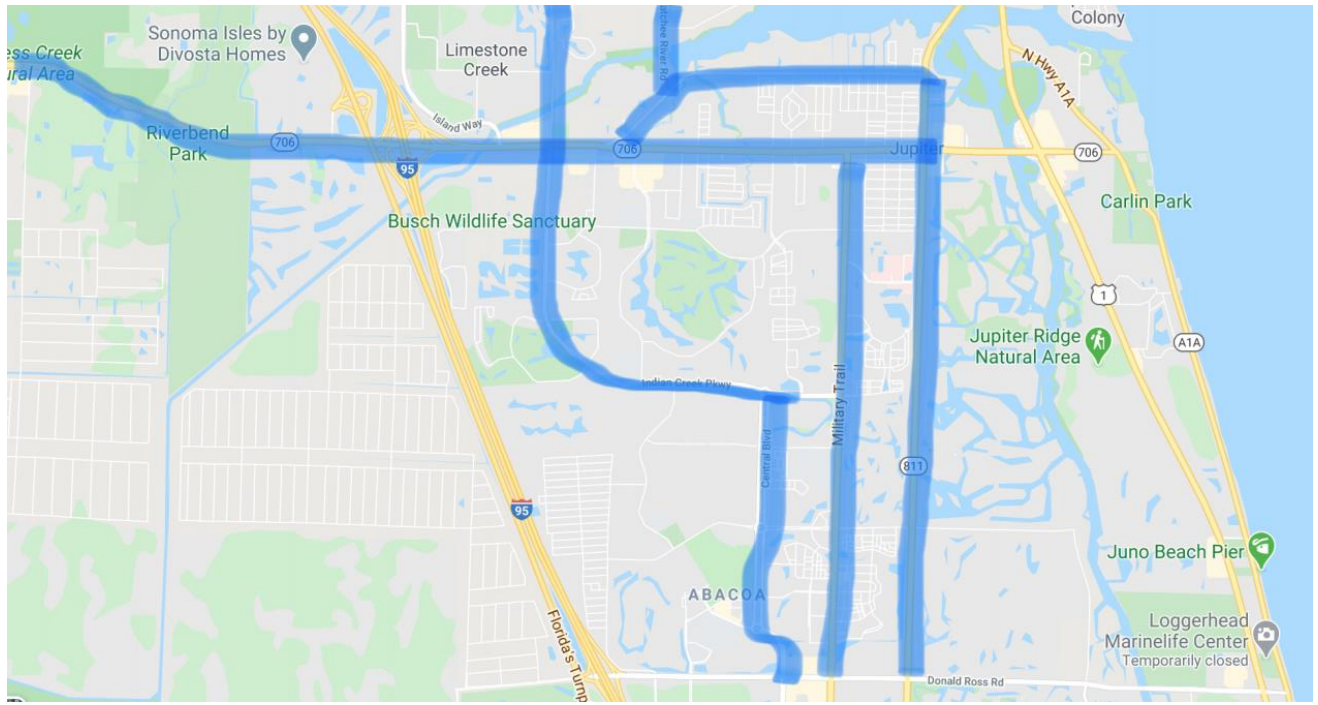 Colony
Sonoma Isles by
Divosta Homes
Limestone
Creek
atchee River Rd
N Hwy A1A
ess Creek
ural Area
Island Way
Riverbend
Park
706
706
Jupiter
706
95
Carlin Park
Busch Wildlife Sanctuary
1
Jupiter Ridge
Natural Area
A1A
Indian Creek Pkwy
Military Trail
Central Blvd
811
95
Juno Beach Pier
ABACOA
Florida's Turnp
Loggerhead
Marinelife Center
Temporarily closed
Donald Ross Rd